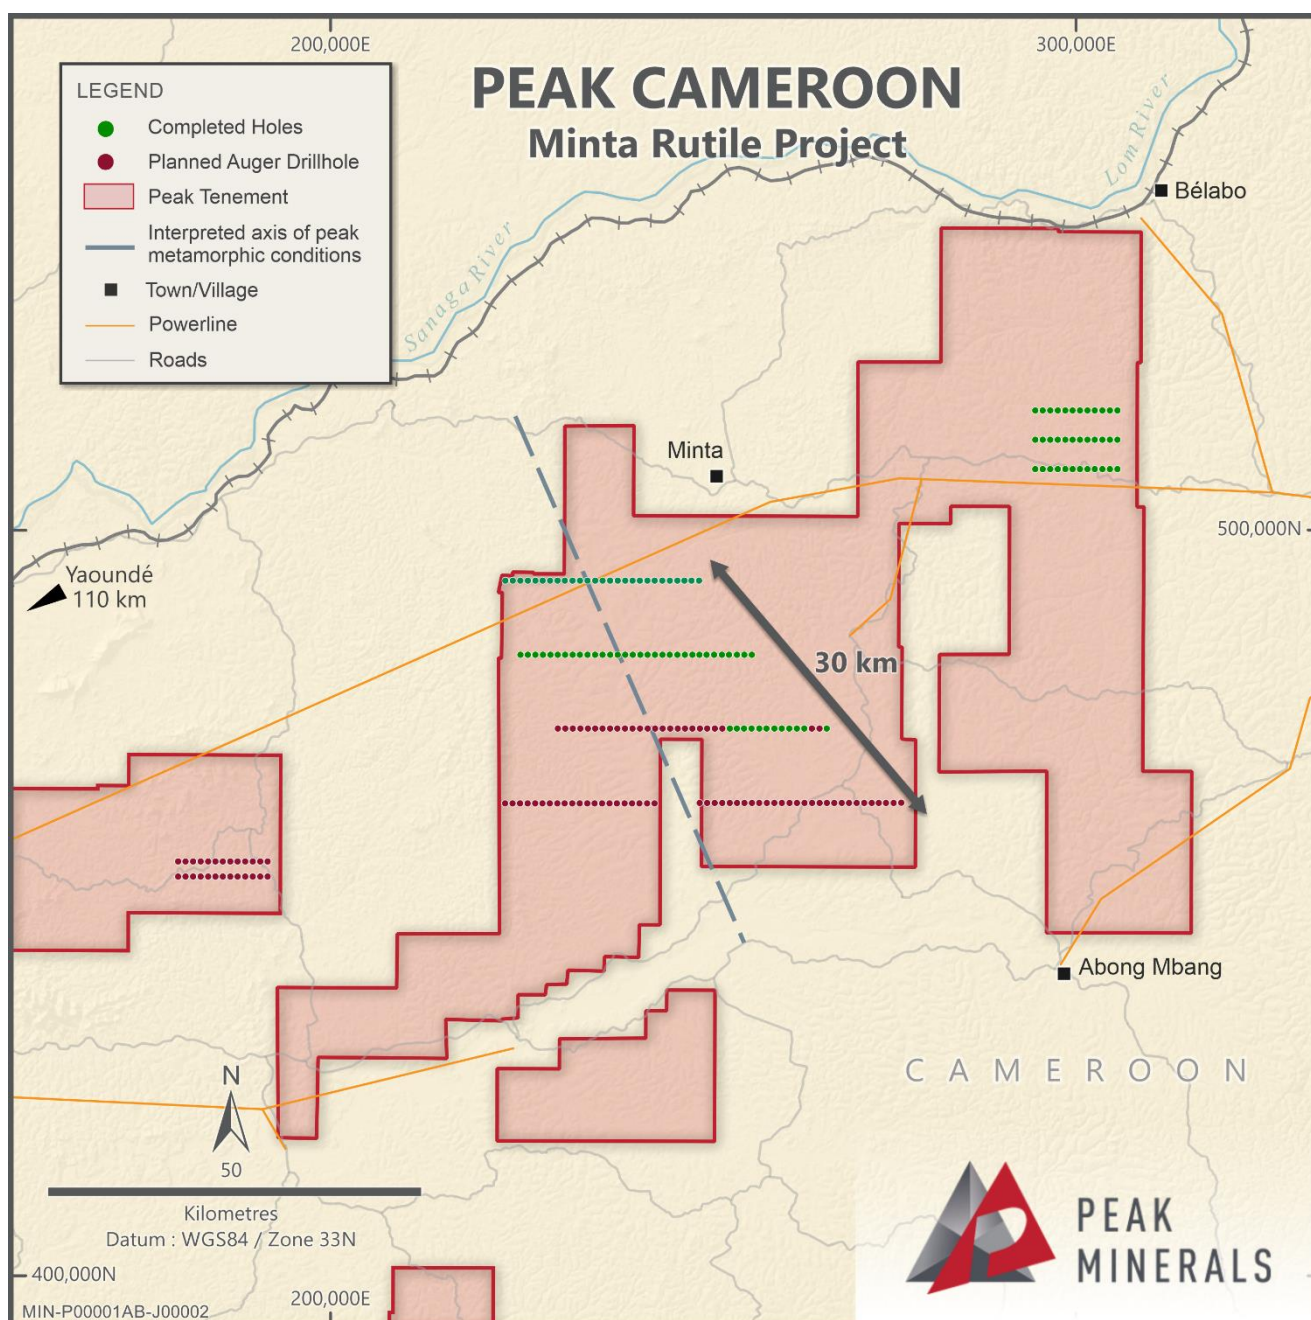 200,000E
300,000E
PEAK CAMEROON
Minta Rutile Project
LEGEND
Completed Holes
Planned Auger Drillhole
Peak Tenement
Interpreted axis of peak
metamorphic conditions
Town/Village
Powerline
Roads
Sanaga River
Lom River
Bélabo
Minta
500,000N
Yaoundé
110 km
30 km
Abong Mbang
CAMEROON
N
50
Kilometres
Datum : WGS84 / Zone 33N
PEAK
MINERALS
400,000N
200,000E
MIN-P00001AB-J00002